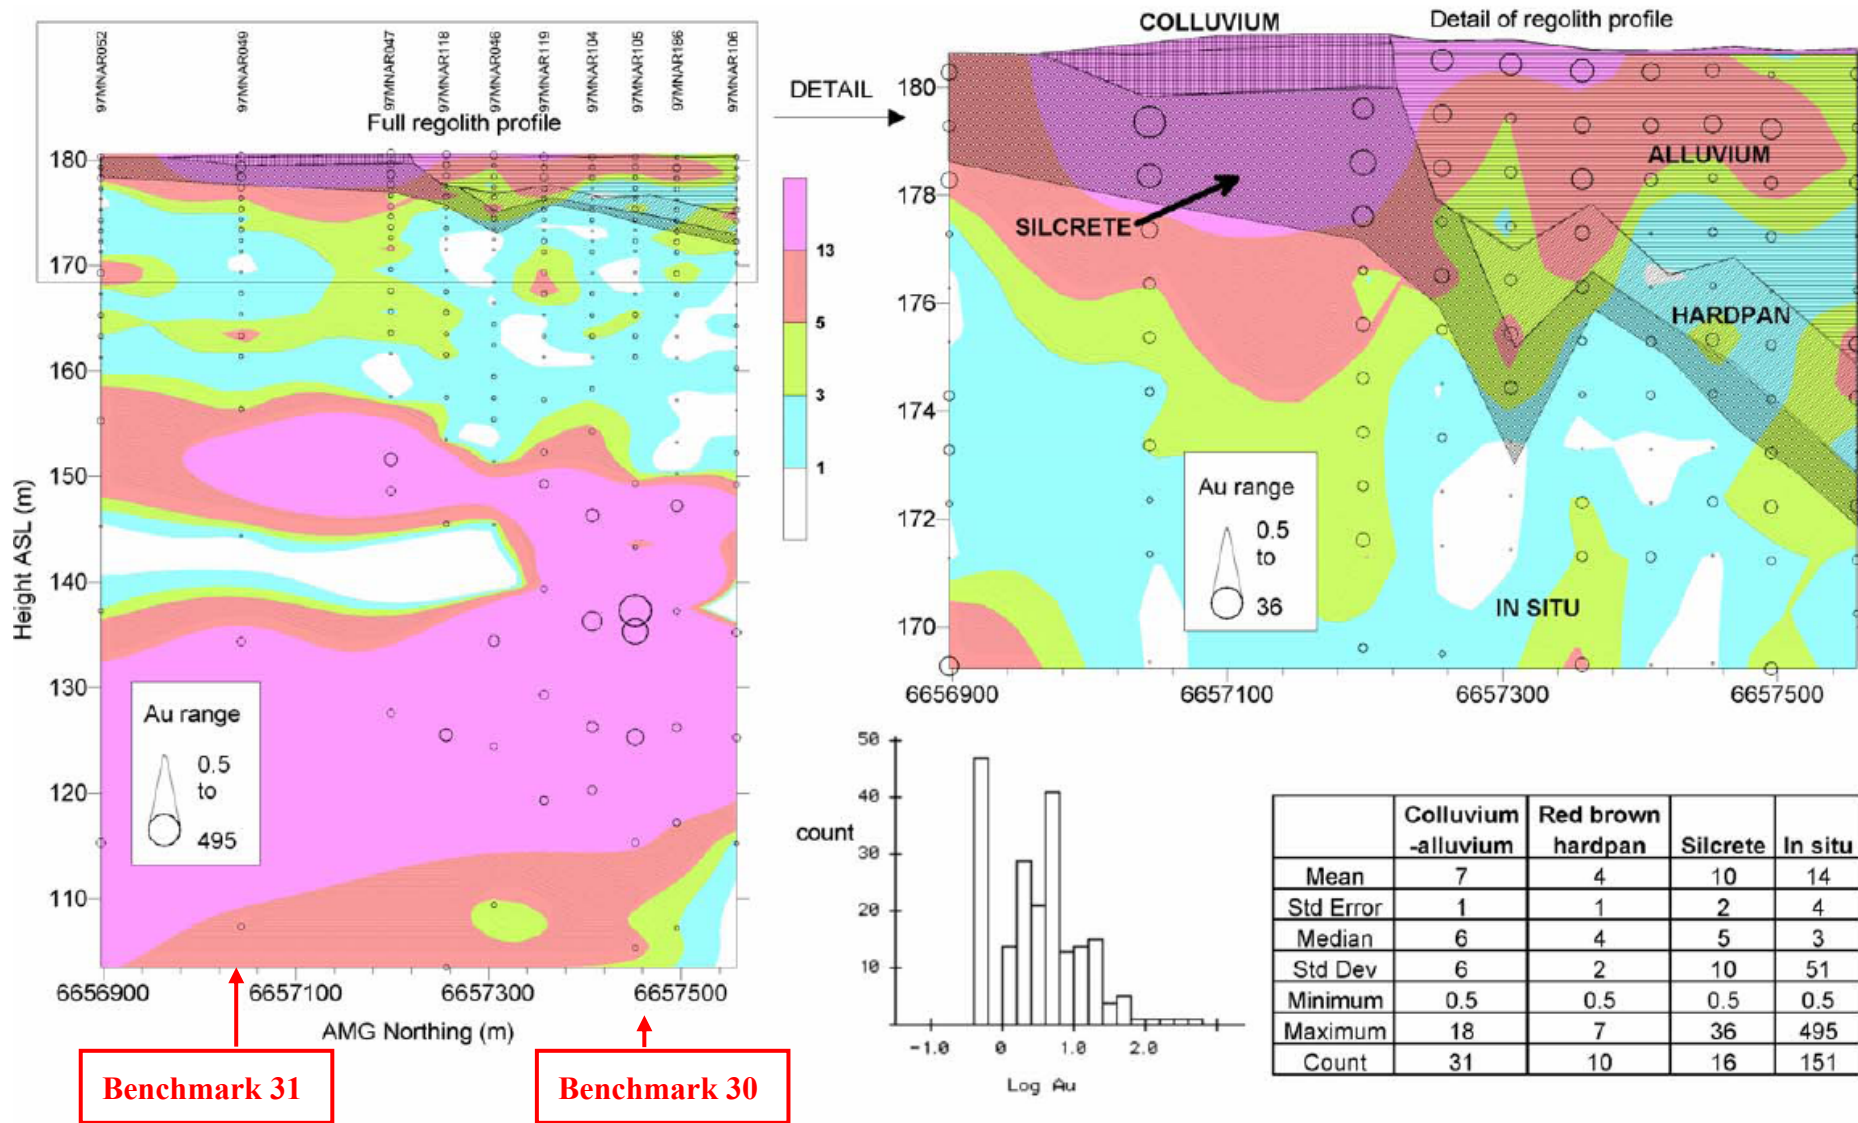 97MNAR052
97MNAR049
97MNAR047
97MNAR118
97MNAR046
97MNAR119
97MNAR104
97MNAR105
97MNAR186
97MNAR106
Full regolith profile
180
170
160
150
140
130
120
110
Height ASL (m)
13
5
3
1
Au range
0.5
to
495
6656900 6657100 6657300 6657500
AMG Northing (m)
Benchmark 31
Benchmark 30
DETAIL
COLLUVIUM
Detail of regolith profile
180
178
176
174
172
170
ALLUVIUM
SILCRETE
HARDPAN
IN SITU
Au range
0.5
to
36
6656900 6657100 6657300 6657500
50
40
30
20
10
count
-1.0 0 1.0 2.0
Log Au
Colluvium Red brown
-alluvium hardpan Silcrete In situ
Mean 7 4 10 14
Std Error 1 1 2 4
Median 6 4 5 3
Std Dev 6 2 10 51
Minimum 0.5 0.5 0.5 0.5
Maximum 18 7 36 495
Count 31 10 16 151